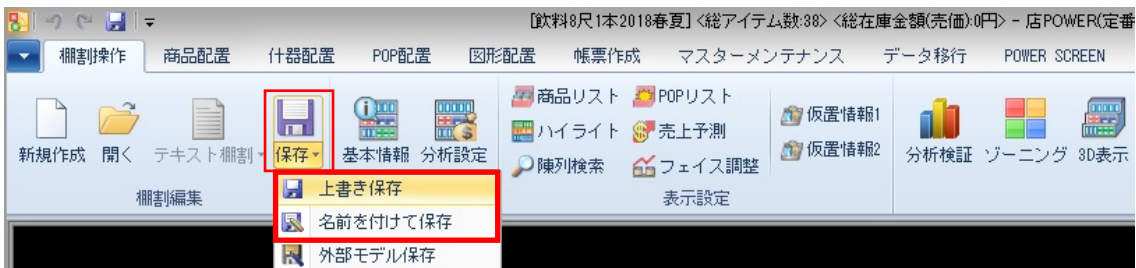 [飲料8尺1本2018春夏] <総アイテム数:38> <総在庫金額(売価):0円> - 店POWER(定番
棚割操作 商品配置 什器配置 POP配置 図形配置 帳票作成 マスターメンテナンス データ移行 POWER SCREEN
商品リスト POPリスト
仮置情報1
ハイライト 売上予測
新規作成 開く テキスト棚割 保存 基本情報 分析設定
仮置情報2
分析検証 ゾーニング 3D表示
陳列検索 フェイス調整
棚割編集
表示設定
上書き保存
名前を付けて保存
外部モデル保存